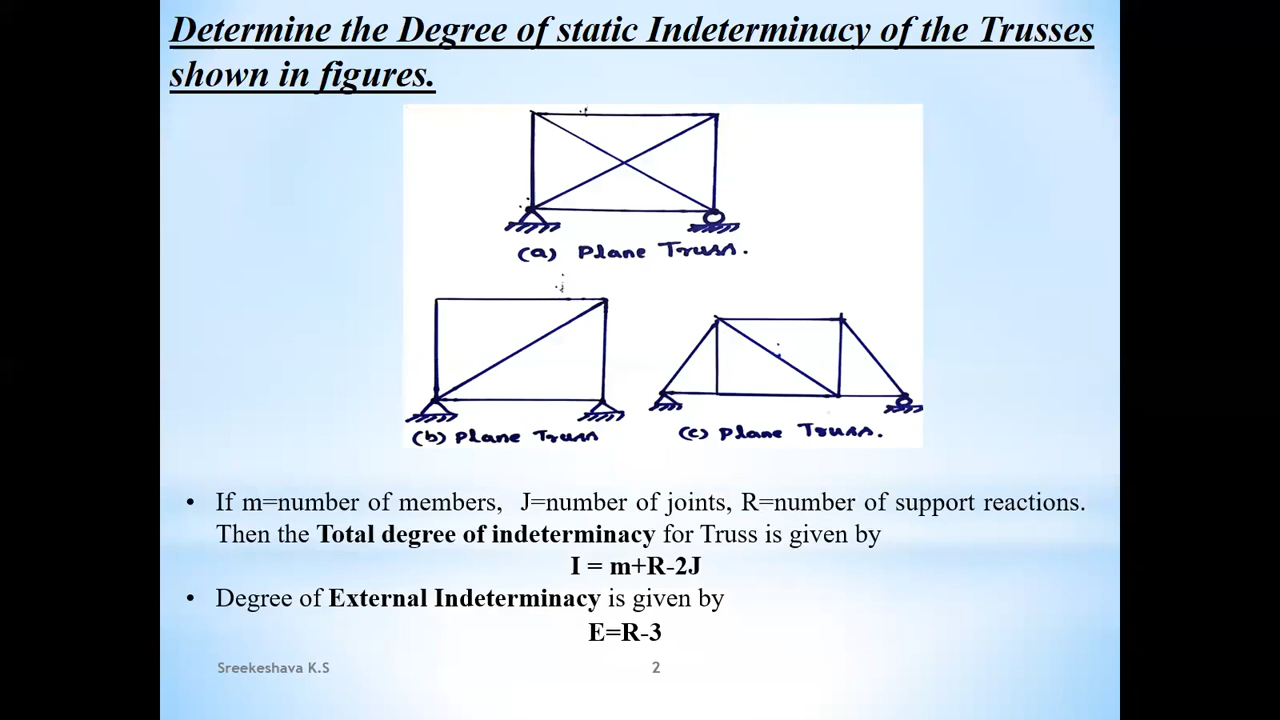 Determine the Degree of static Indeterminacy of the Trusses
shown in figures.
(a) Plane Truss.
(b) Plane Truss
(c) Plane Truss.
• If m=number of members, J=number of joints, R=number of support reactions.
Then the Total degree of indeterminacy for Truss is given by
I = m+R-2J
• Degree of External Indeterminacy is given by
E=R-3
Sreekeshava K.S
2